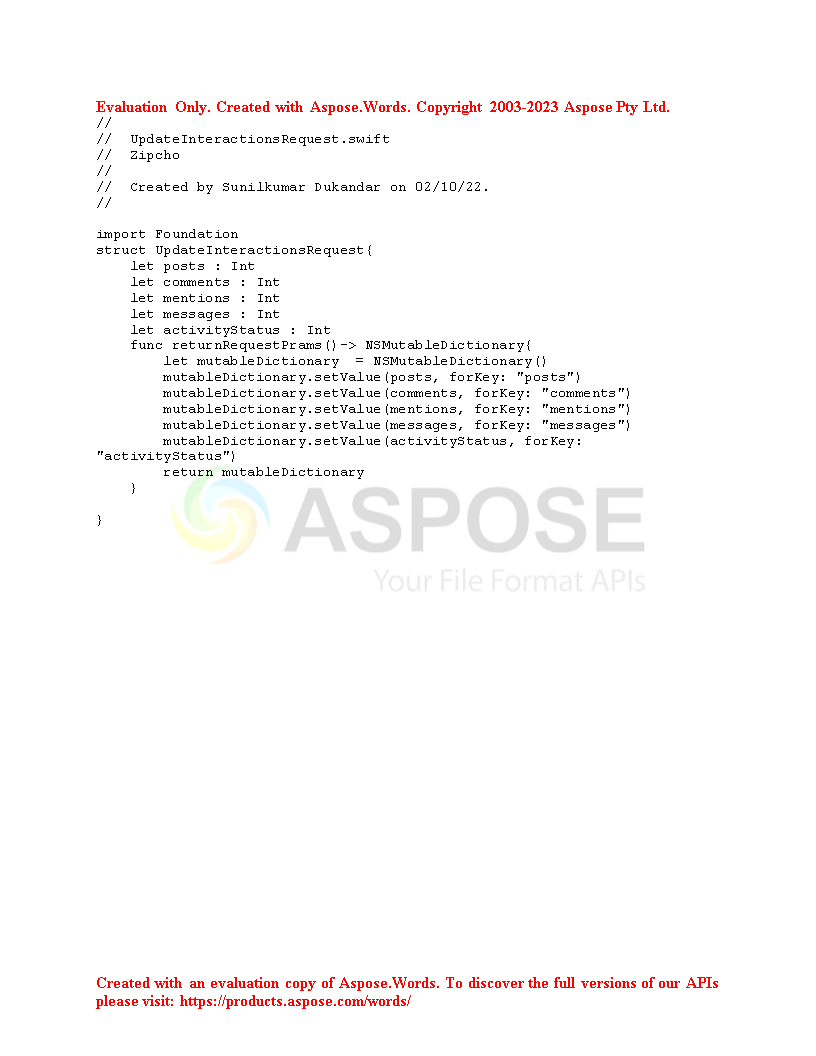 Evaluation Only. Created with Aspose.Words. Copyright 2003-2023 Aspose Pty Ltd.
//
//  UpdateInteractionsRequest.swift
//  Zipcho
//
//  Created by Sunilkumar Dukandar on 02/10/22.
//
import Foundation
struct UpdateInteractionsRequest{
    let posts : Int
    let comments : Int
    let mentions : Int
    let messages : Int
    let activityStatus : Int
    func returnRequestPrams()-> NSMutableDictionary{
        let mutableDictionary  = NSMutableDictionary()
        mutableDictionary.setValue(posts, forKey: "posts")
        mutableDictionary.setValue(comments, forKey: "comments")
        mutableDictionary.setValue(mentions, forKey: "mentions")
        mutableDictionary.setValue(messages, forKey: "messages")
        mutableDictionary.setValue(activityStatus, forKey:
"activityStatus")
        return mutableDictionary
    }
}
ASPOSE
Your File Format APIs
Created with an evaluation copy of Aspose.Words. To discover the full versions of our APIs
please visit: https://products.aspose.com/words/